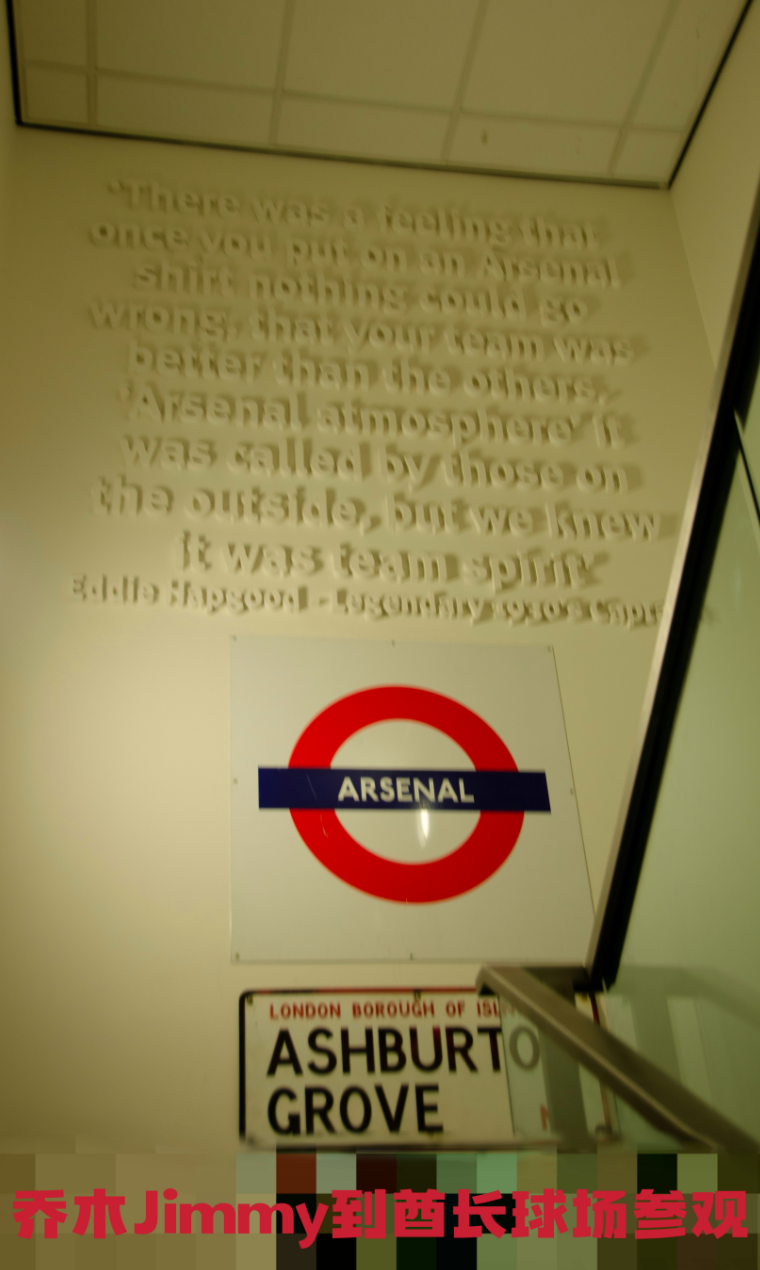 'There was a feeling that
once you put on an Arsenal
shirt nothing could go
wrong, that your team was
better than the others.
'Arsenal atmosphere' it
was called by those on
the outside, but we knew
it was team spirit'
Eddie Hapgood - Legendary 1930's
ARSENAL
LONDON BOROUGH OF
ASHBURTO
GROVE
乔木Jimmy到酋长球场参观